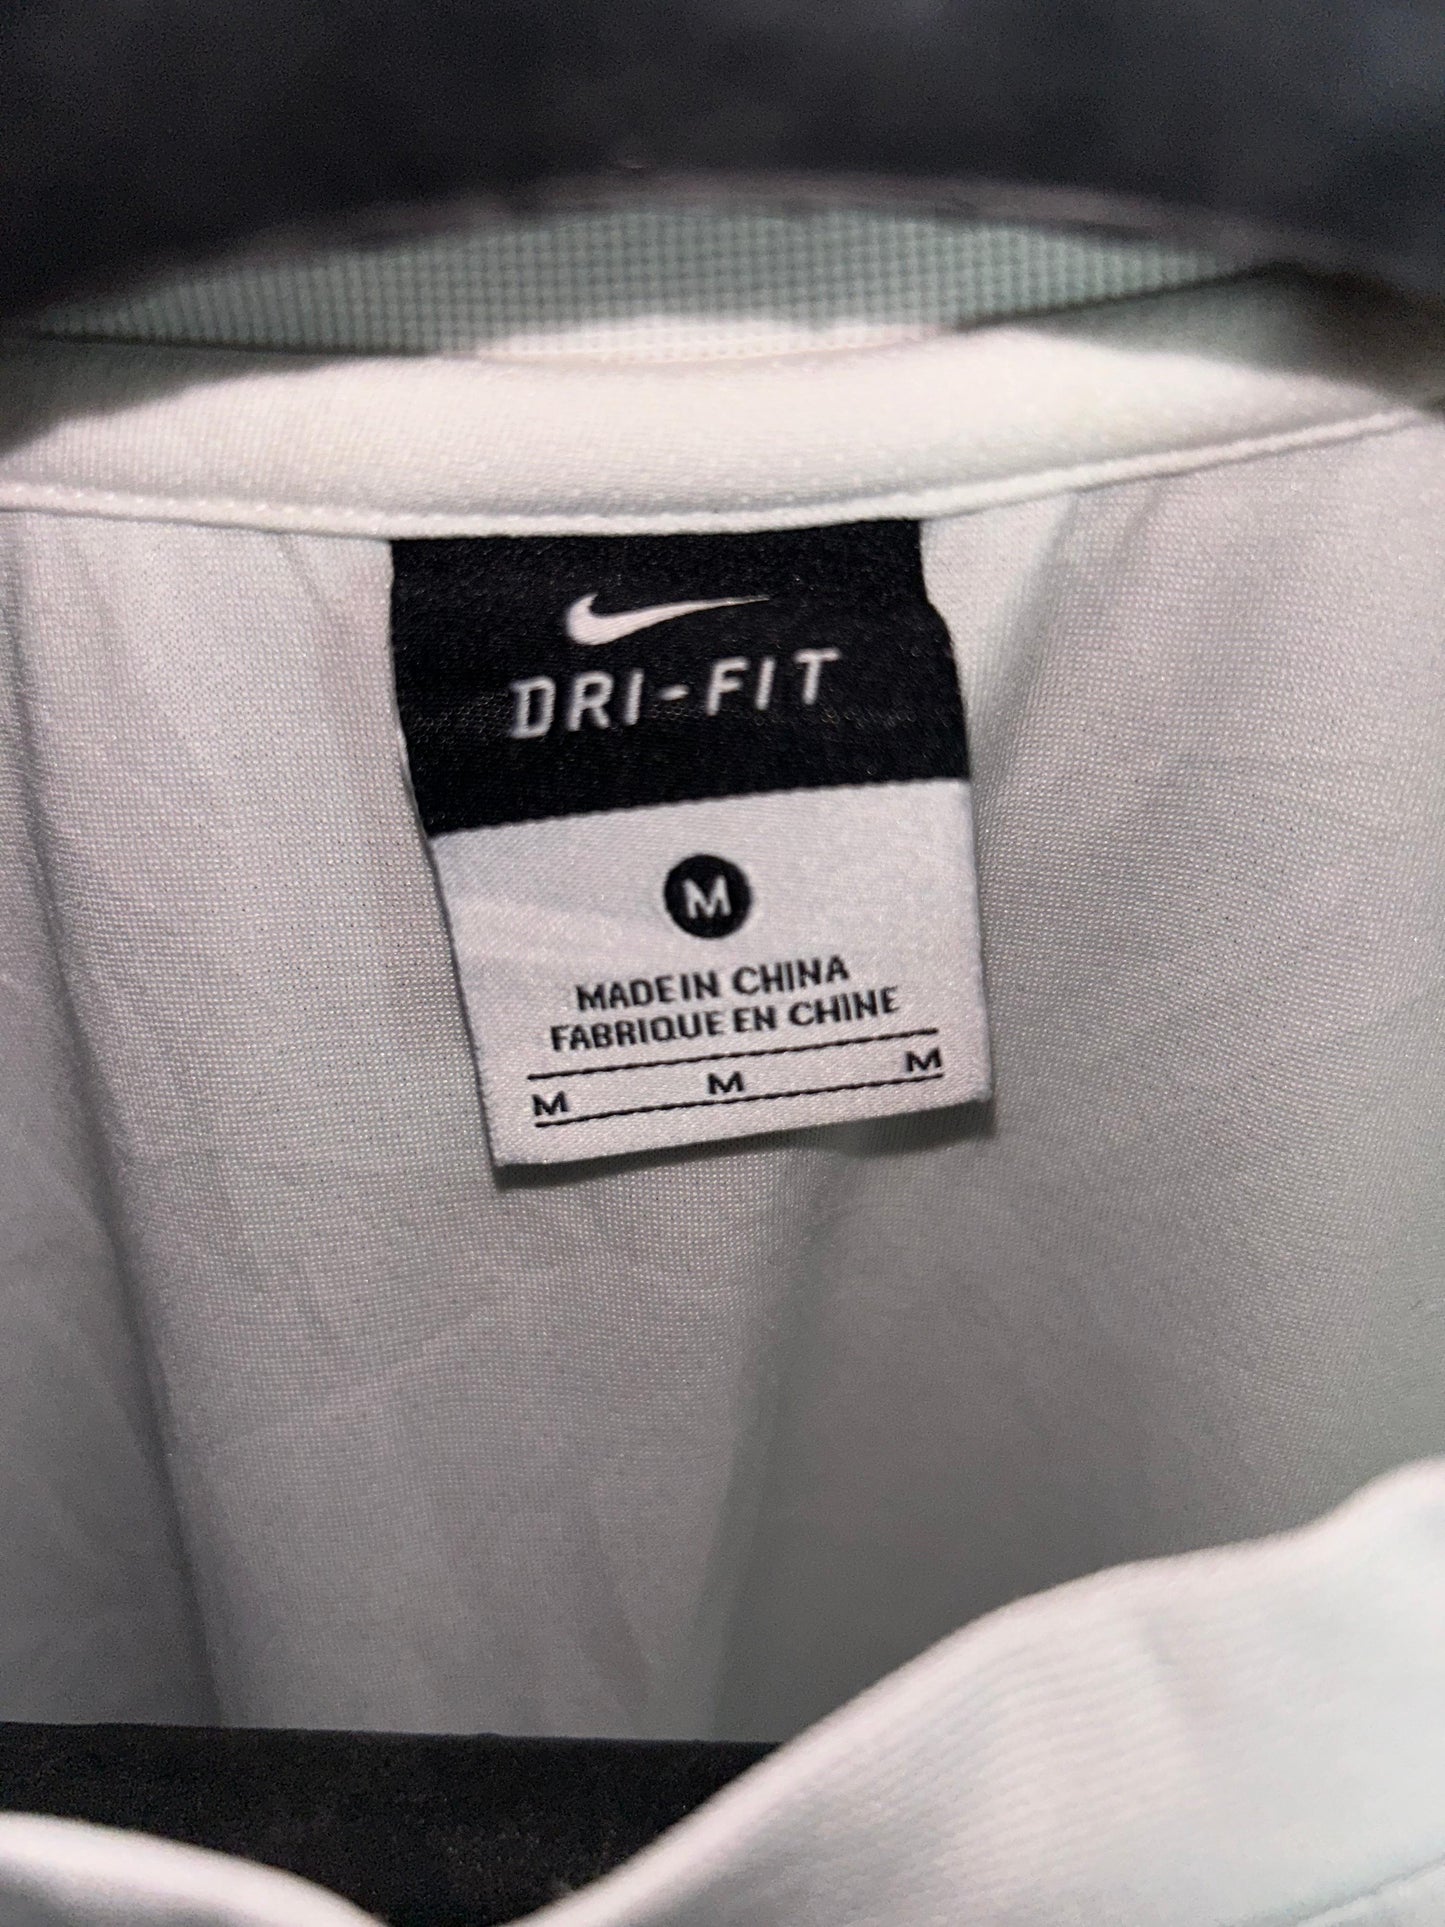 DRI-FIT
M
MADE IN CHINA
FABRIQUE EN CHINE
M M M